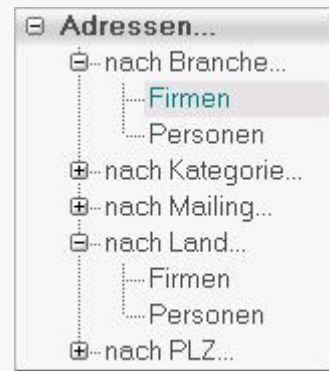 Adressen...
nach Branche...
Firmen
Personen
nach Kategorie...
nach Mailing...
nach Land...
Firmen
Personen
nach PLZ...